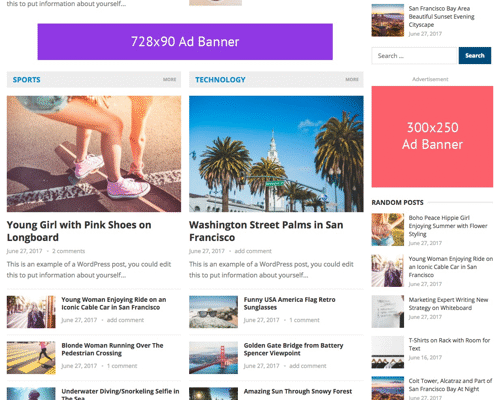 this to put information about yourself...
728x90 Ad Banner
SPORTS
MORE
Young Girl with Pink Shoes on
Longboard
June 27, 2017 • 2 comments
This is an example of a WordPress post, you could edit
this to put information about yourself...
Young Woman Enjoying Ride on
an Iconic Cable Car in San Francisco
June 27, 2017 • add comment
Blonde Woman Running Over The
Pedestrian Crossing
June 27, 2017 • 1 comment
Underwater Diving/Snorkeling Selfie in
The Sea
TECHNOLOGY
MORE
Washington Street Palms in San
Francisco
June 27, 2017 • add comment
This is an example of a WordPress post, you could edit
this to put information about yourself...
Funny USA America Flag Retro
Sunglasses
June 27, 2017 • 1 comment
Golden Gate Bridge from Battery
Spencer Viewpoint
June 27, 2017 • add comment
Amazing Sun Through Snowy Forest
San Francisco Bay Area
Beautiful Sunset Evening
Cityscape
June 27, 2017
Search ...
Search
Advertisement
300x250
Ad Banner
RANDOM POSTS
Boho Peace Hippie Girl
Enjoying Summer with Flower
Styling
June 27, 2017
Young Woman Enjoying Ride on
an Iconic Cable Car in San
Francisco
June 27, 2017
Marketing Expert Writing New
Strategy on Whiteboard
June 27, 2017
T-Shirts on Rack with Room for
Text
June 16, 2017
Coit Tower, Alcatraz and Part of
San Francisco Bay At Night